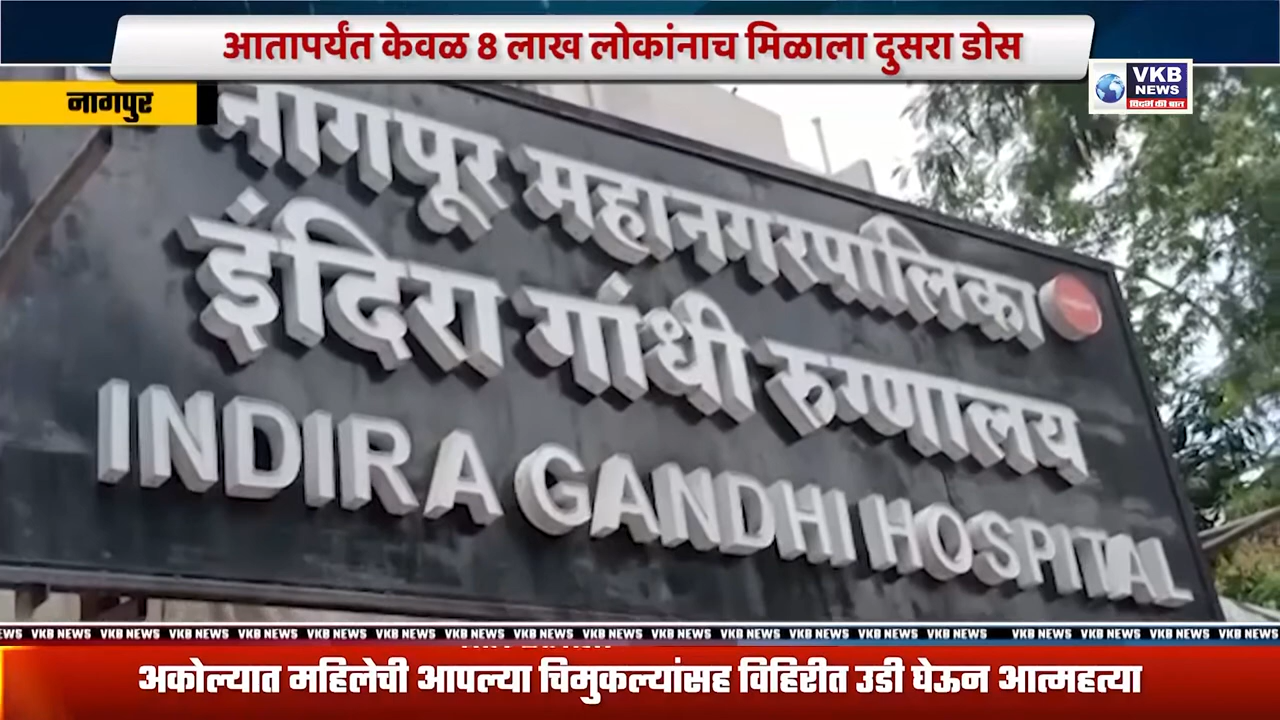 आतापर्यंत केवळ 8 लाख लोकांनाच मिळाला दुसरा डोस
नागपुर
VKB
NEWS
विदर्भ की बात
नागपूर महानगरपालिका
इंदिरा गांधी रुग्णालय
INDIRA GANDHI HOSPITAL
EWS VKB NEWS VKB NEWS VKB NEWS VKB NEWS VKB NEWS VKB NEWS VKB NEWS VKB NEWS VKB NEWS VKB NEWS VKB NEWS VKB NEWS VKB NEWS VKB NEWS VKB NEWS VKB NEWS VKB NEWS VKB NEWS
अकोल्यात महिलेची आपल्या चिमुकल्यांसह विहिरीत उडी घेऊन आत्महत्या